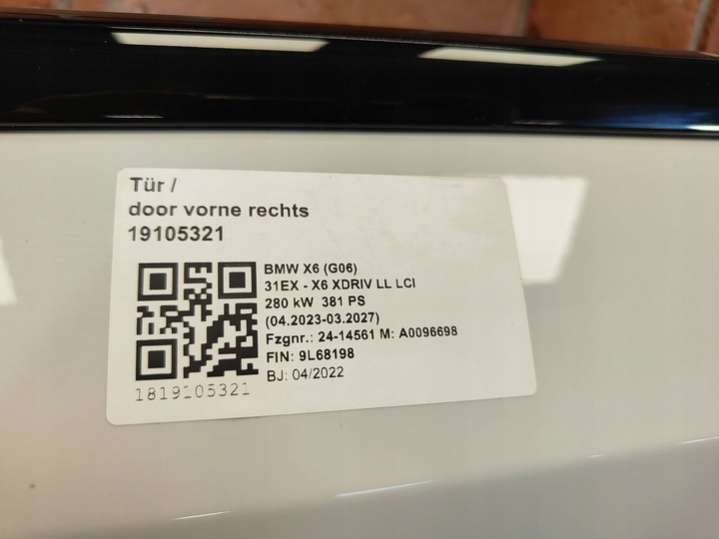 Tür /
door vorne rechts
19105321
BMW X6 (G06)
31EX - X6 XDRIV LL LCI
280 kW 381 PS
(04.2023-03.2027)
Fzgnr.: 24-14561 M: A0096698
FIN: 9L68198
BJ: 04/2022
1819105321